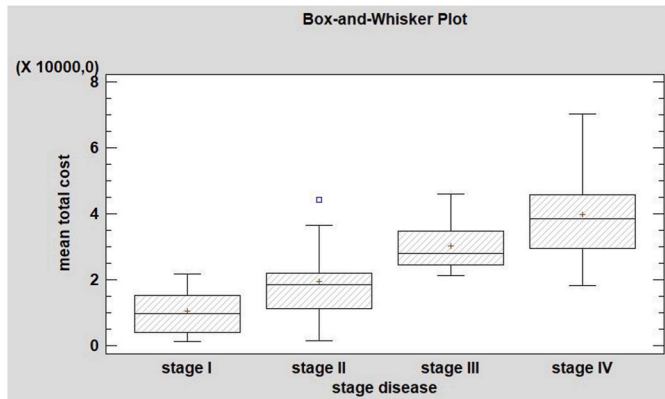 Box-and-Whisker Plot
(X 10000,0)
8
6
4
2
0
mean total cost
stage I
stage II
stage III
stage IV
stage disease